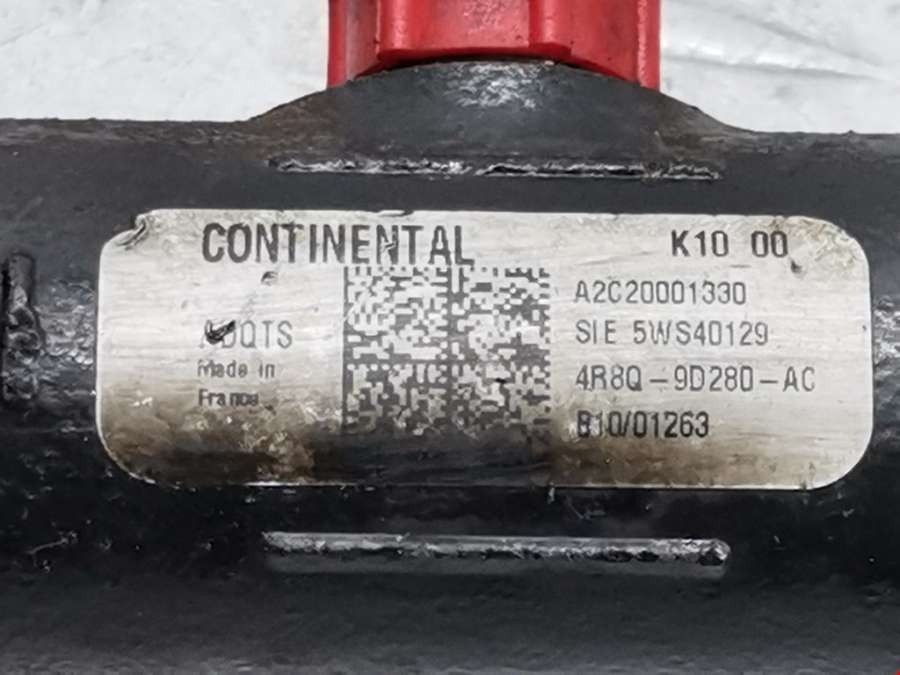 CONTINENTAL
K10 00
A2C20001330
SIE 5WS40129
4R8Q-9D280-AC
B10/01263
Made in
France